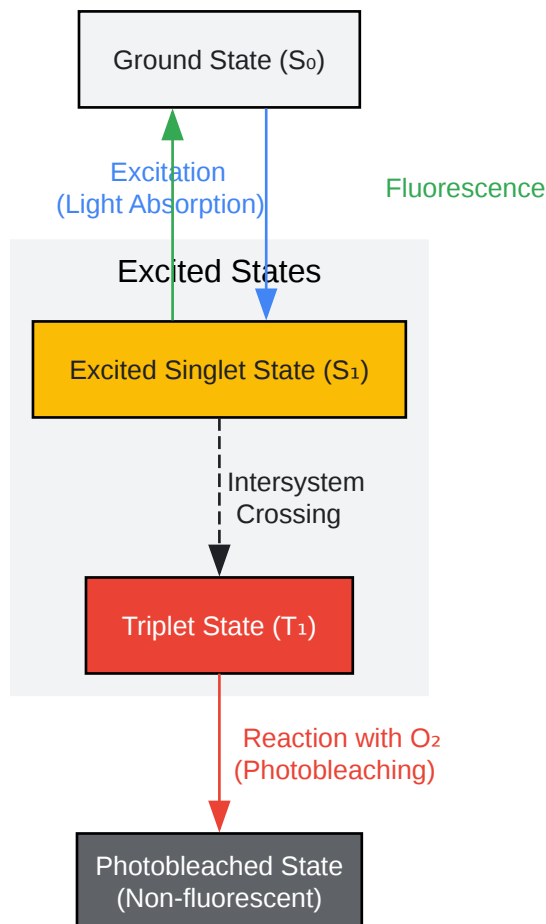 Ground State (S₀)
Excitation
(Light Absorption)
Fluorescence
Excited States
Excited Singlet State (S₁)
Intersystem
Crossing
Triplet State (T₁)
Reaction with O₂
(Photobleaching)
Photobleached State
(Non-fluorescent)